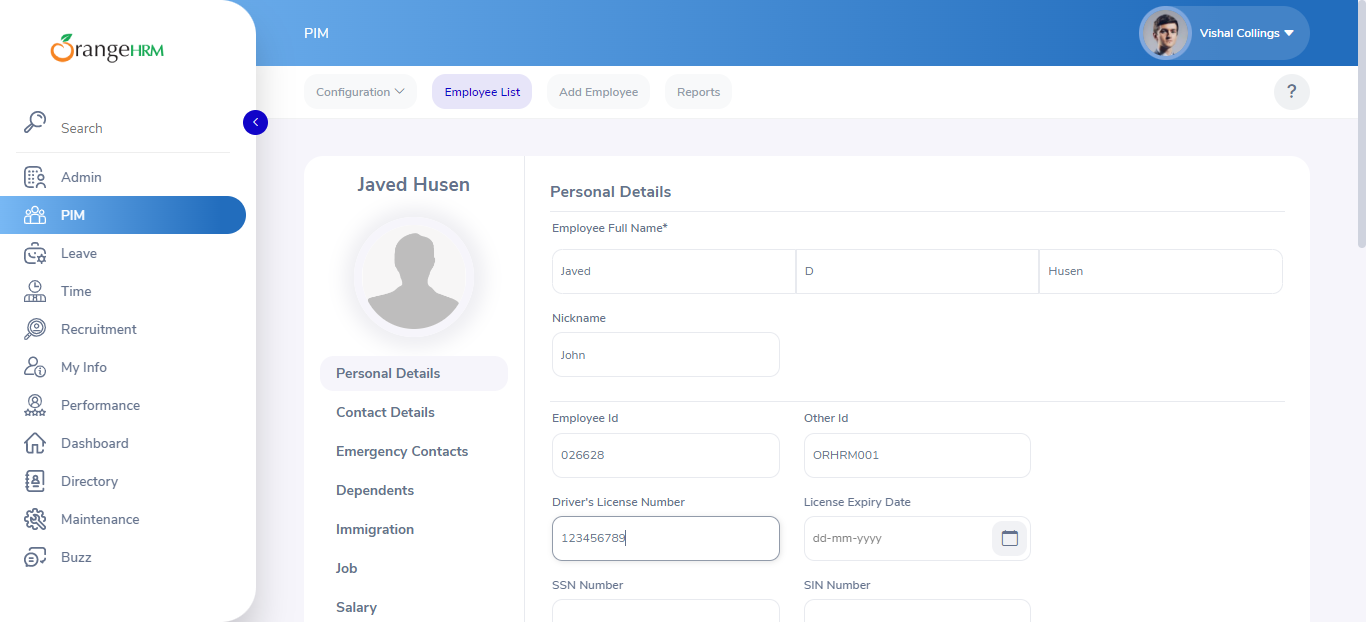 OrangeHRM
Search
Admin
PIM
Leave
Time
Recruitment
My Info
Performance
Dashboard
Directory
Maintenance
Buzz
PIM
Vishal Collings
Configuration
Employee List
Add Employee
Reports
?
Javed Husen
Personal Details
Contact Details
Emergency Contacts
Dependents
Immigration
Job
Salary
Personal Details
Employee Full Name*
Javed D Husen
Nickname
John
Employee Id Other Id
026628 ORHRM001
Driver's License Number License Expiry Date
123456789 dd-mm-yyyy
SSN Number SIN Number